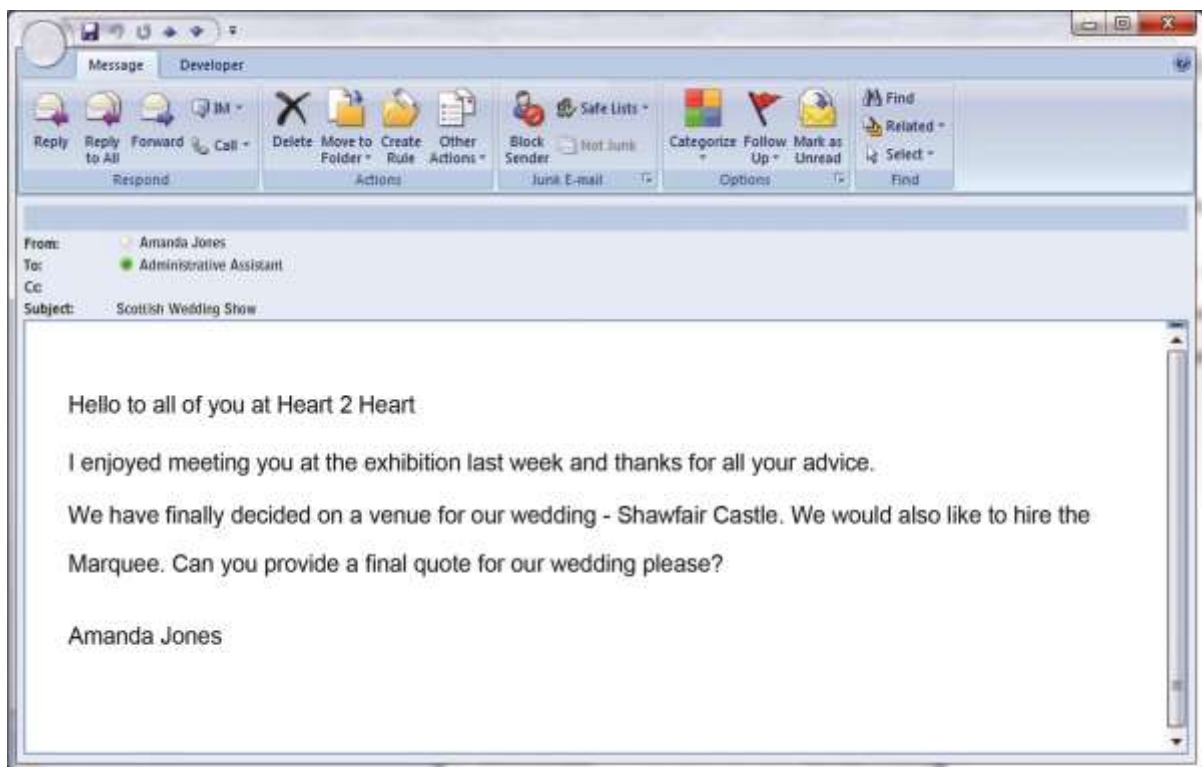 Message Developer
Reply
Reply to All
Forward
IM
Call
Respond
Delete
Move to Folder
Create Rule
Other Actions
Actions
Block Sender
Safe Lists
Not Junk
Junk E-mail
Categorize
Follow Up
Mark as Unread
Options
Find
Related
Select
Find
From: Amanda Jones
To: Administrative Assistant
Cc
Subject: Scottish Wedding Show
Hello to all of you at Heart 2 Heart
I enjoyed meeting you at the exhibition last week and thanks for all your advice.
We have finally decided on a venue for our wedding - Shawfair Castle. We would also like to hire the
Marquee. Can you provide a final quote for our wedding please?
Amanda Jones